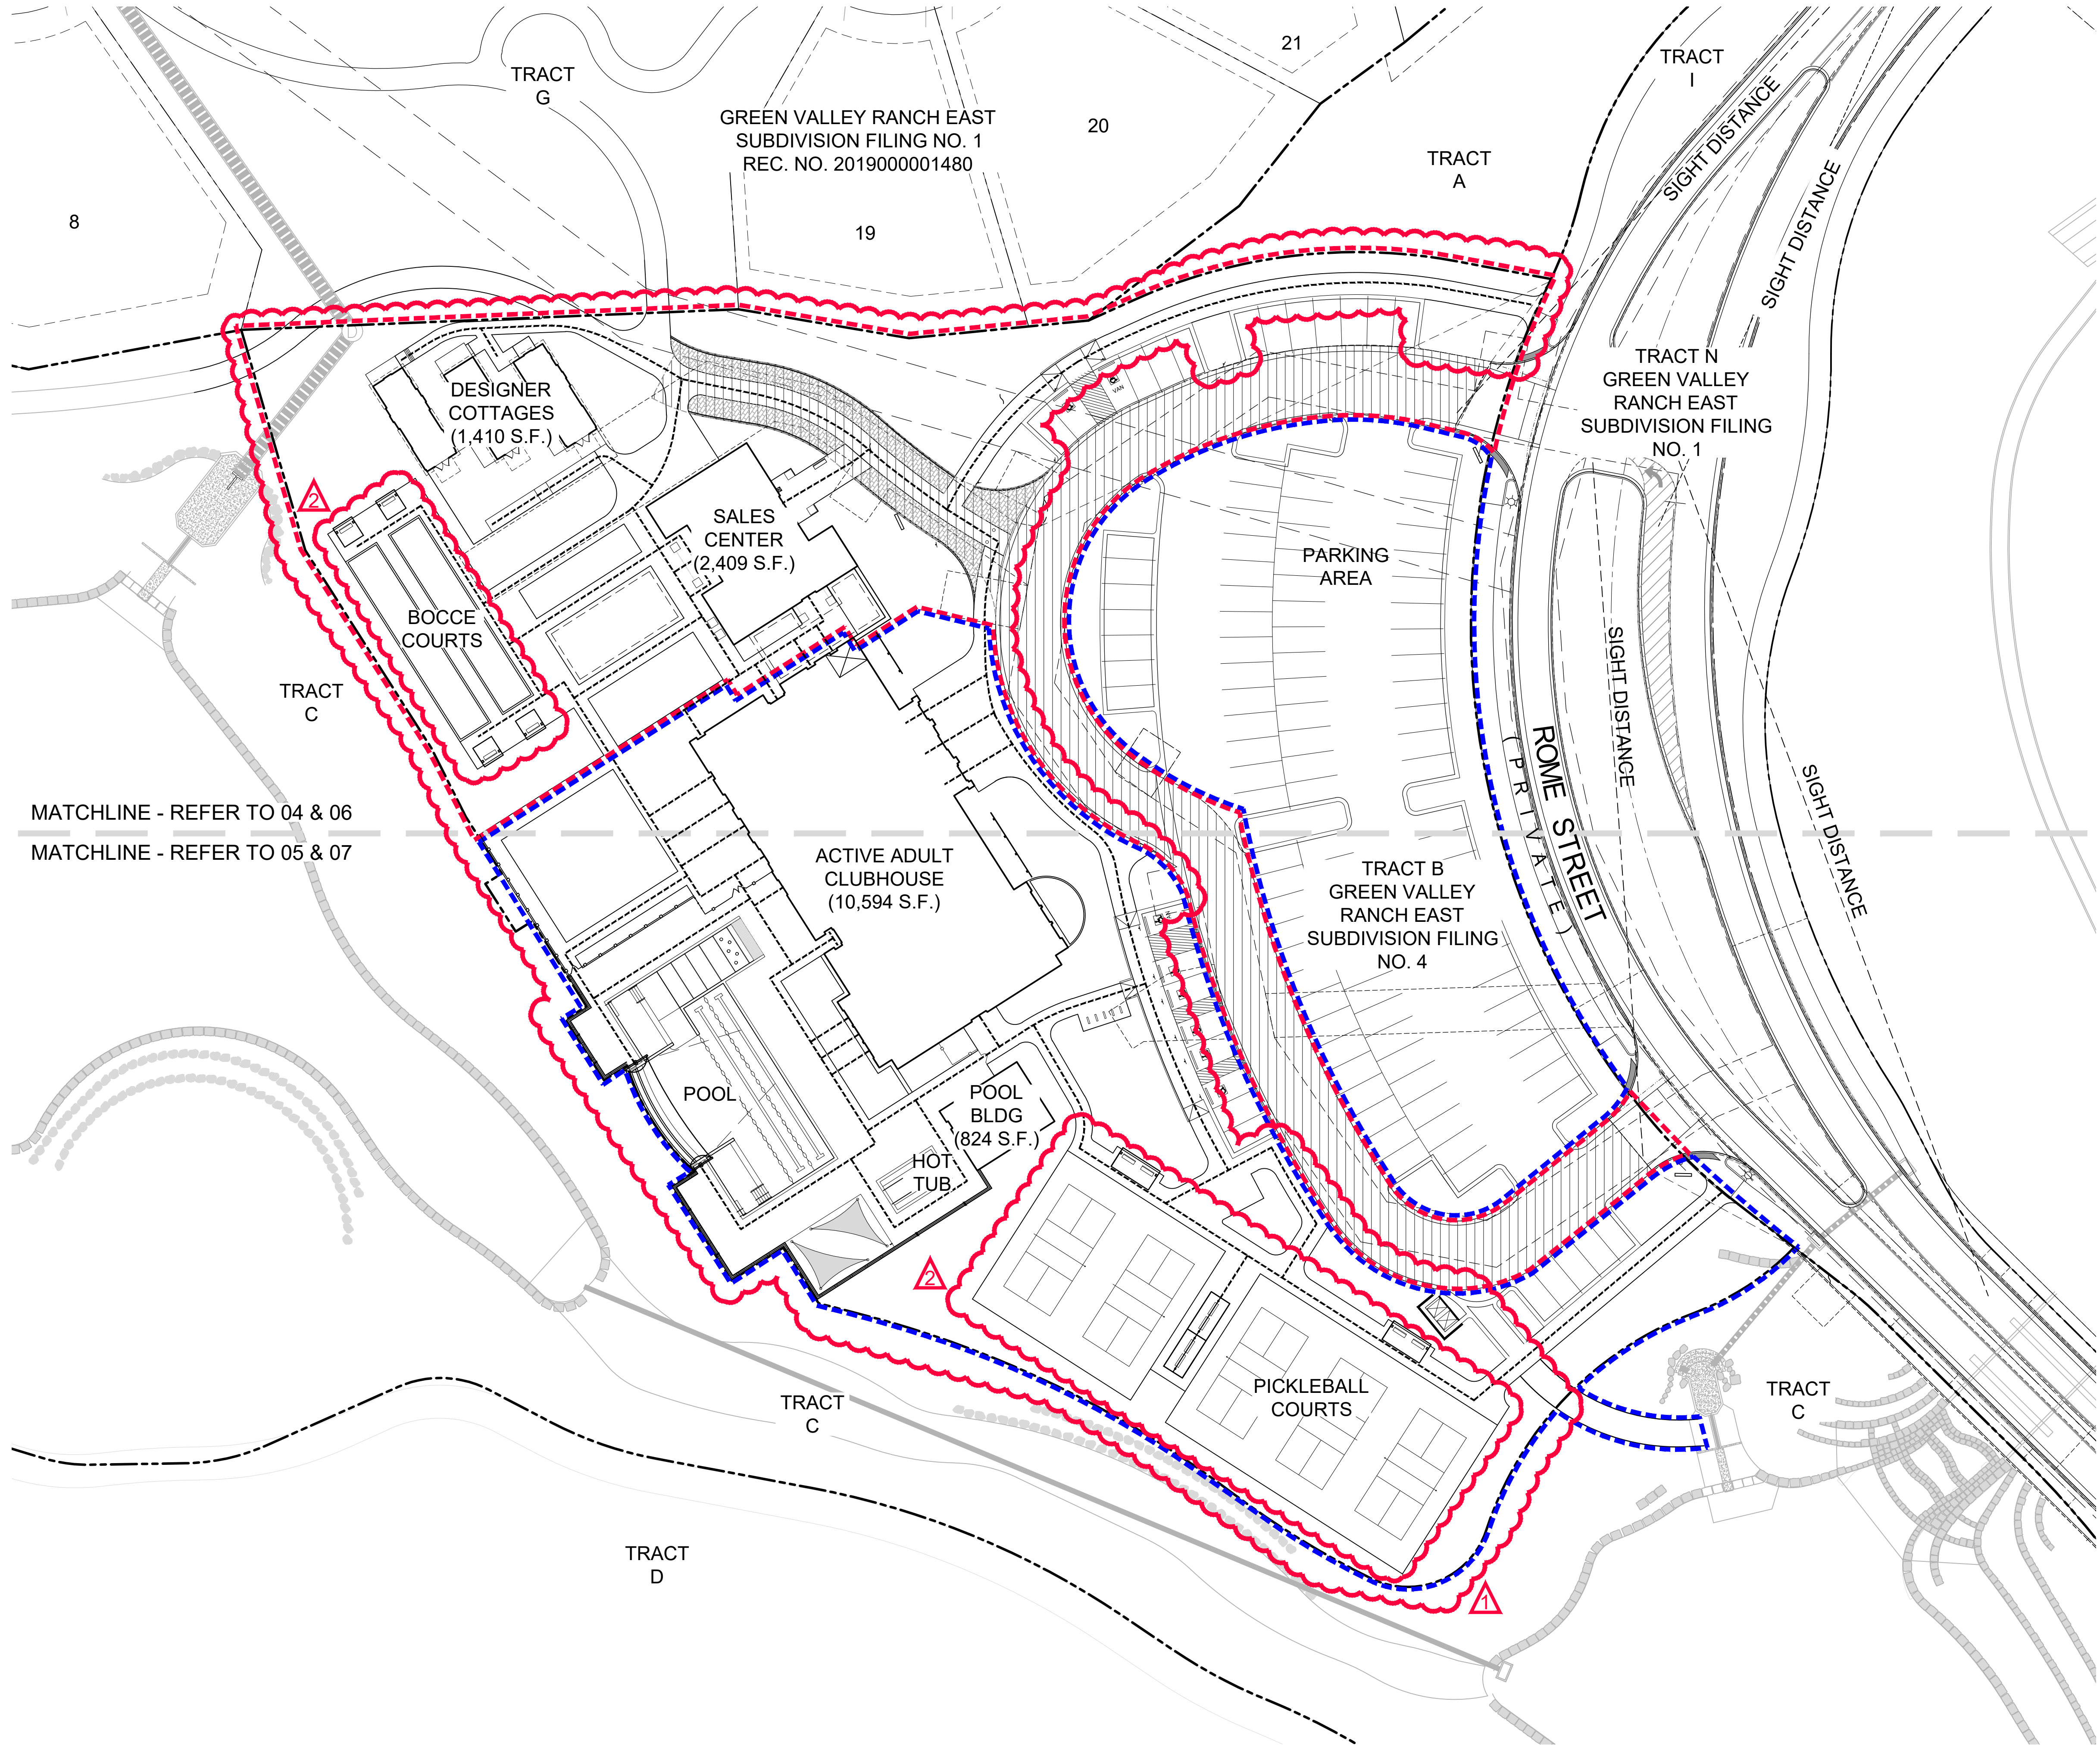 21
TRACT
I
TRACT
G
SIGHT DISTANCE
GREEN VALLEY RANCH EAST
SUBDIVISION FILING NO. 1
REC. NO. 2019000001480
20
TRACT
A
SIGHT DISTANCE
8
19
TRACT N
GREEN VALLEY
RANCH EAST
SUBDIVISION FILING
NO. 1
DESIGNER
COTTAGES
(1,410 S.F.)
VAN
2
SALES
CENTER
(2,409 S.F.)
PARKING
AREA
BOCCE
COURTS
SIGHT DISTANCE
TRACT
C
ROME STREET
(PRIVATE)
SIGHT DISTANCE
MATCHLINE - REFER TO 04 & 06
MATCHLINE - REFER TO 05 & 07
ACTIVE ADULT
CLUBHOUSE
(10,594 S.F.)
TRACT B
GREEN VALLEY
RANCH EAST
SUBDIVISION FILING
NO. 4
POOL
POOL
BLDG
(824 S.F.)
HOT
TUB
2
PICKLEBALL
COURTS
TRACT
C
TRACT
C
TRACT
D
1